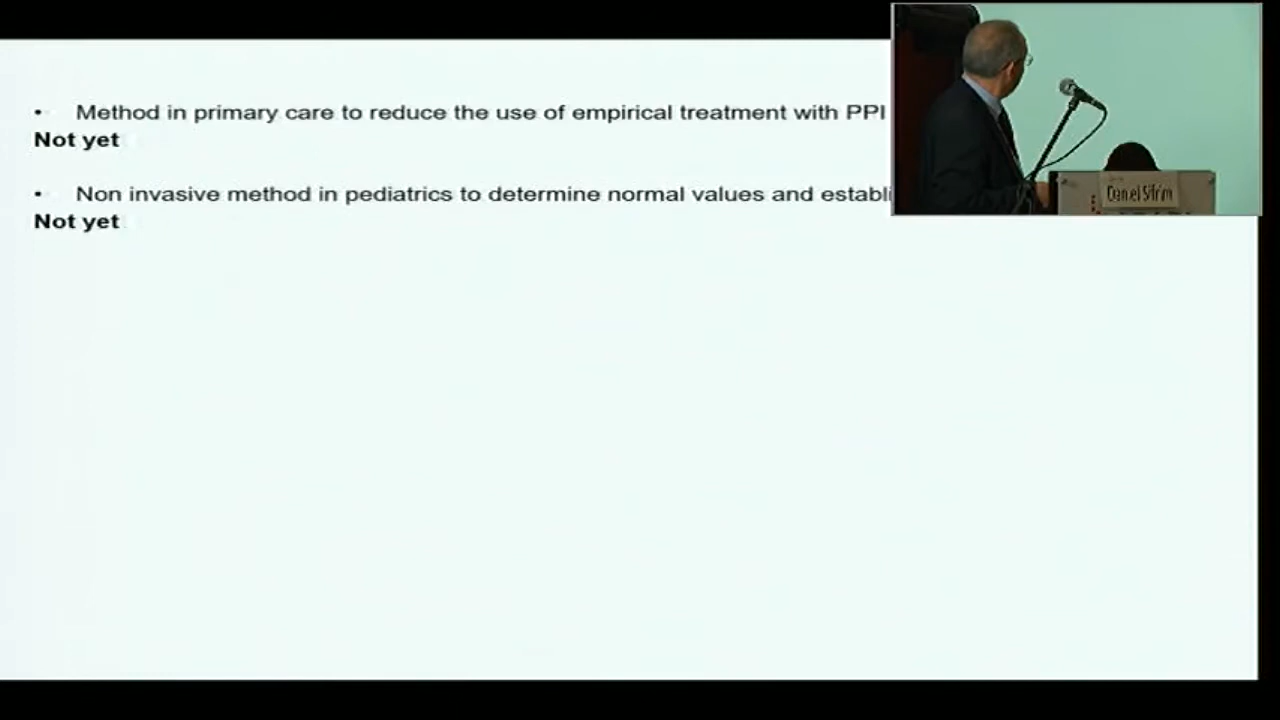 • Method in primary care to reduce the use of empirical treatment with PPI
Not yet
• Non invasive method in pediatrics to determine normal values and establi
Not yet
Daniel Sifrim